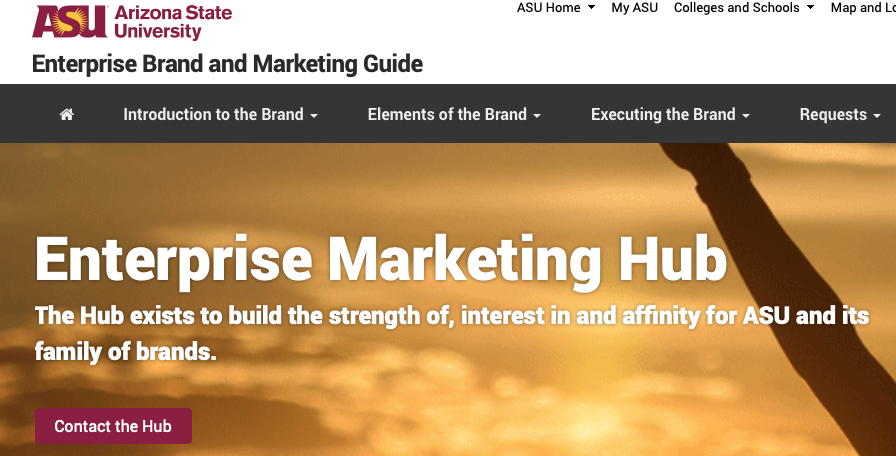 ASU Arizona State
University
ASU Home My ASU Colleges and Schools Map and
Enterprise Brand and Marketing Guide
Introduction to the Brand Elements of the Brand Executing the Brand Requests
Enterprise Marketing Hub
The Hub exists to build the strength of, interest in and affinity for ASU and its
family of brands.
Contact the Hub